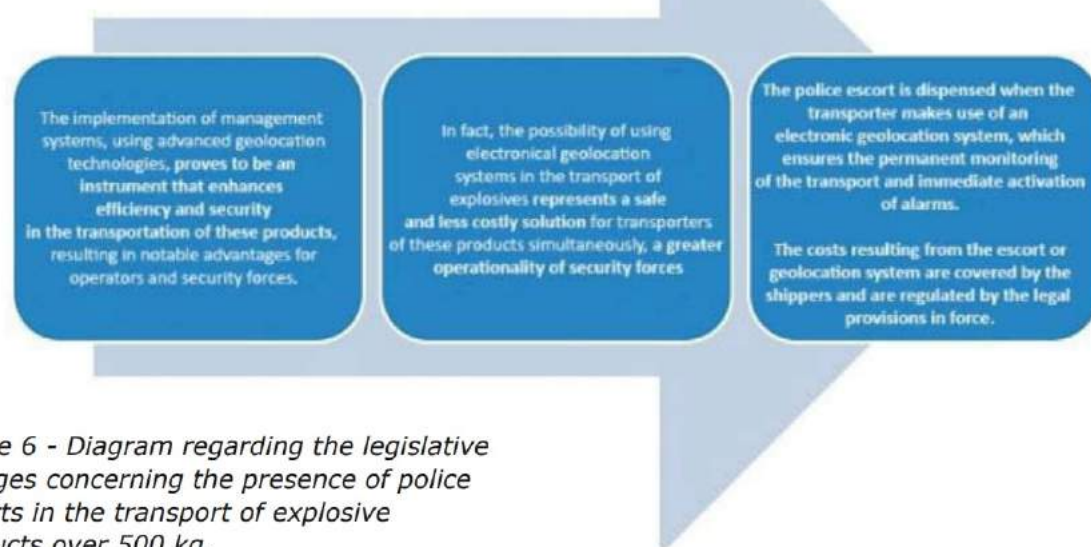 The implementation of management
systems, using advanced geolocation
technologies, proves to be an
instrument that enhances
efficiency and security
in the transportation of these products,
resulting in notable advantages for
operators and security forces.
In fact, the possibility of using
electronical geolocation
systems in the transport of
explosives represents a safe
and less costly solution for transporters
of these products simultaneously, a greater
operationality of security forces
The police escort is dispensed when the
transporter makes use of an
electronic geolocation system, which
ensures the permanent monitoring
of the transport and immediate activation
of alarms.
The costs resulting from the escort or
geolocation system are covered by the
shippers and are regulated by the legal
provisions in force.
e 6 - Diagram regarding the legislative
ges concerning the presence of police
rts in the transport of explosive
ucts over 500 kg